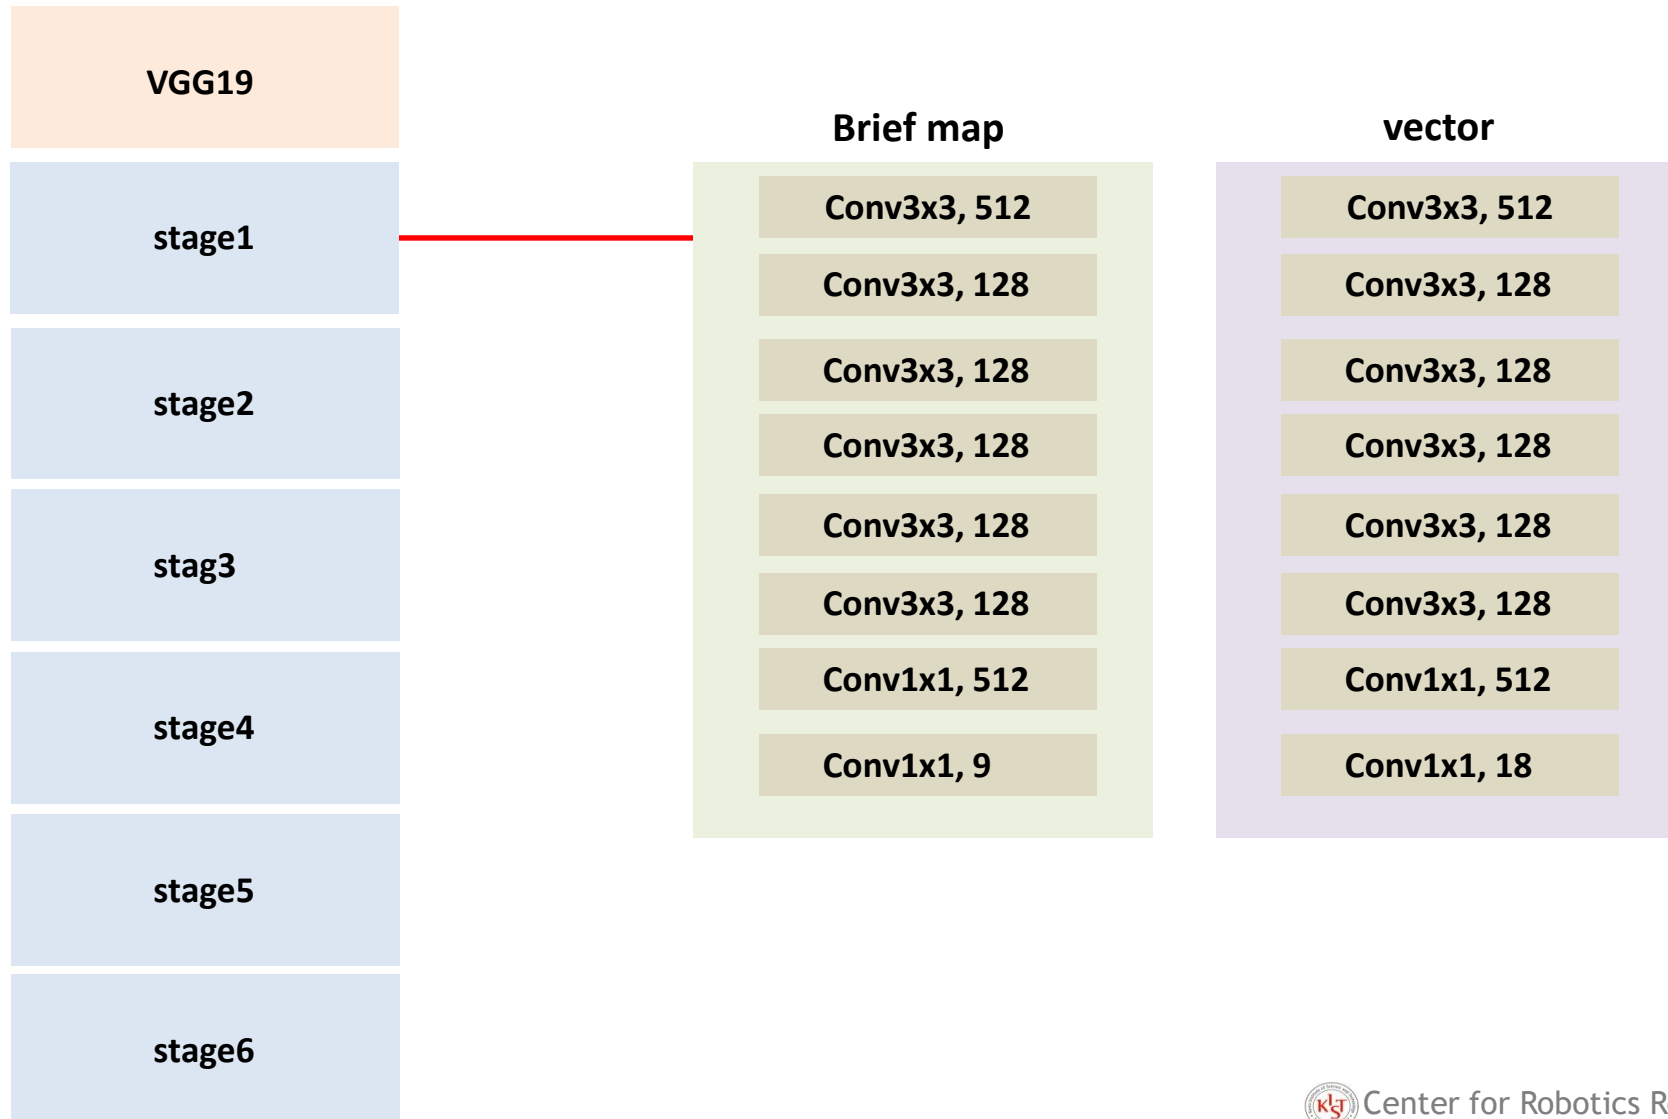 VGG19
stage1
stage2
stag3
stage4
stage5
stage6
Brief map
Conv3x3, 512
Conv3x3, 128
Conv3x3, 128
Conv3x3, 128
Conv3x3, 128
Conv3x3, 128
Conv1x1, 512
Conv1x1, 9
vector
Conv3x3, 512
Conv3x3, 128
Conv3x3, 128
Conv3x3, 128
Conv3x3, 128
Conv3x3, 128
Conv1x1, 512
Conv1x1, 18
KIST
Center for Robotics